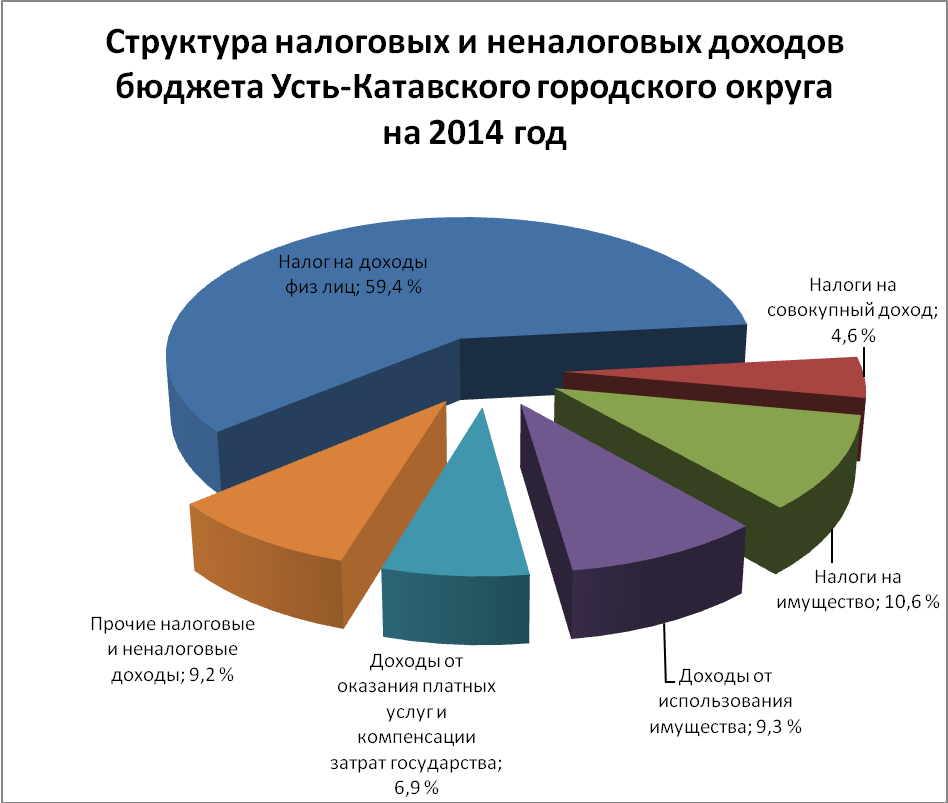 Структура налоговых и неналоговых доходов
бюджета Усть-Катавского городского округа
на 2014 год
Налог на доходы
физ лиц; 59,4 %
Налоги на
совокупный доход;
4,6 %
Налоги на
имущество; 10,6 %
Доходы от
использования
имущества; 9,3 %
Доходы от
оказания платных
услуг и
компенсации
затрат государства;
6,9 %
Прочие налоговые
и неналоговые
доходы; 9,2 %